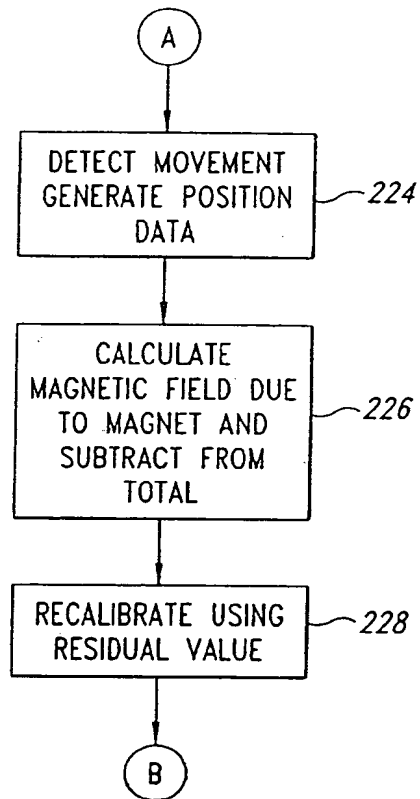 A
DETECT MOVEMENT
GENERATE POSITION
DATA
224
CALCULATE
MAGNETIC FIELD DUE
TO MAGNET AND
SUBTRACT FROM
TOTAL
226
RECALIBRATE USING
RESIDUAL VALUE
228
B